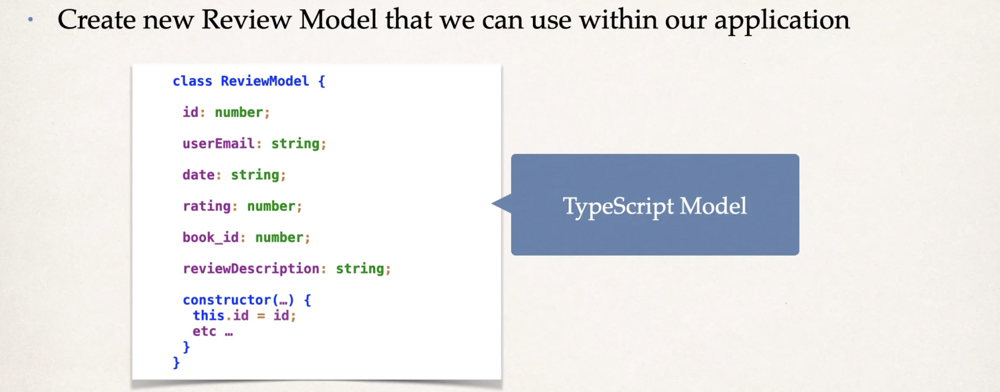 • Create new Review Model that we can use within our application
class ReviewModel {
id: number;
userEmail: string;
date: string;
rating: number;
book_id: number;
reviewDescription: string;
constructor(…) {
this.id = id;
etc …
}
}
TypeScript Model